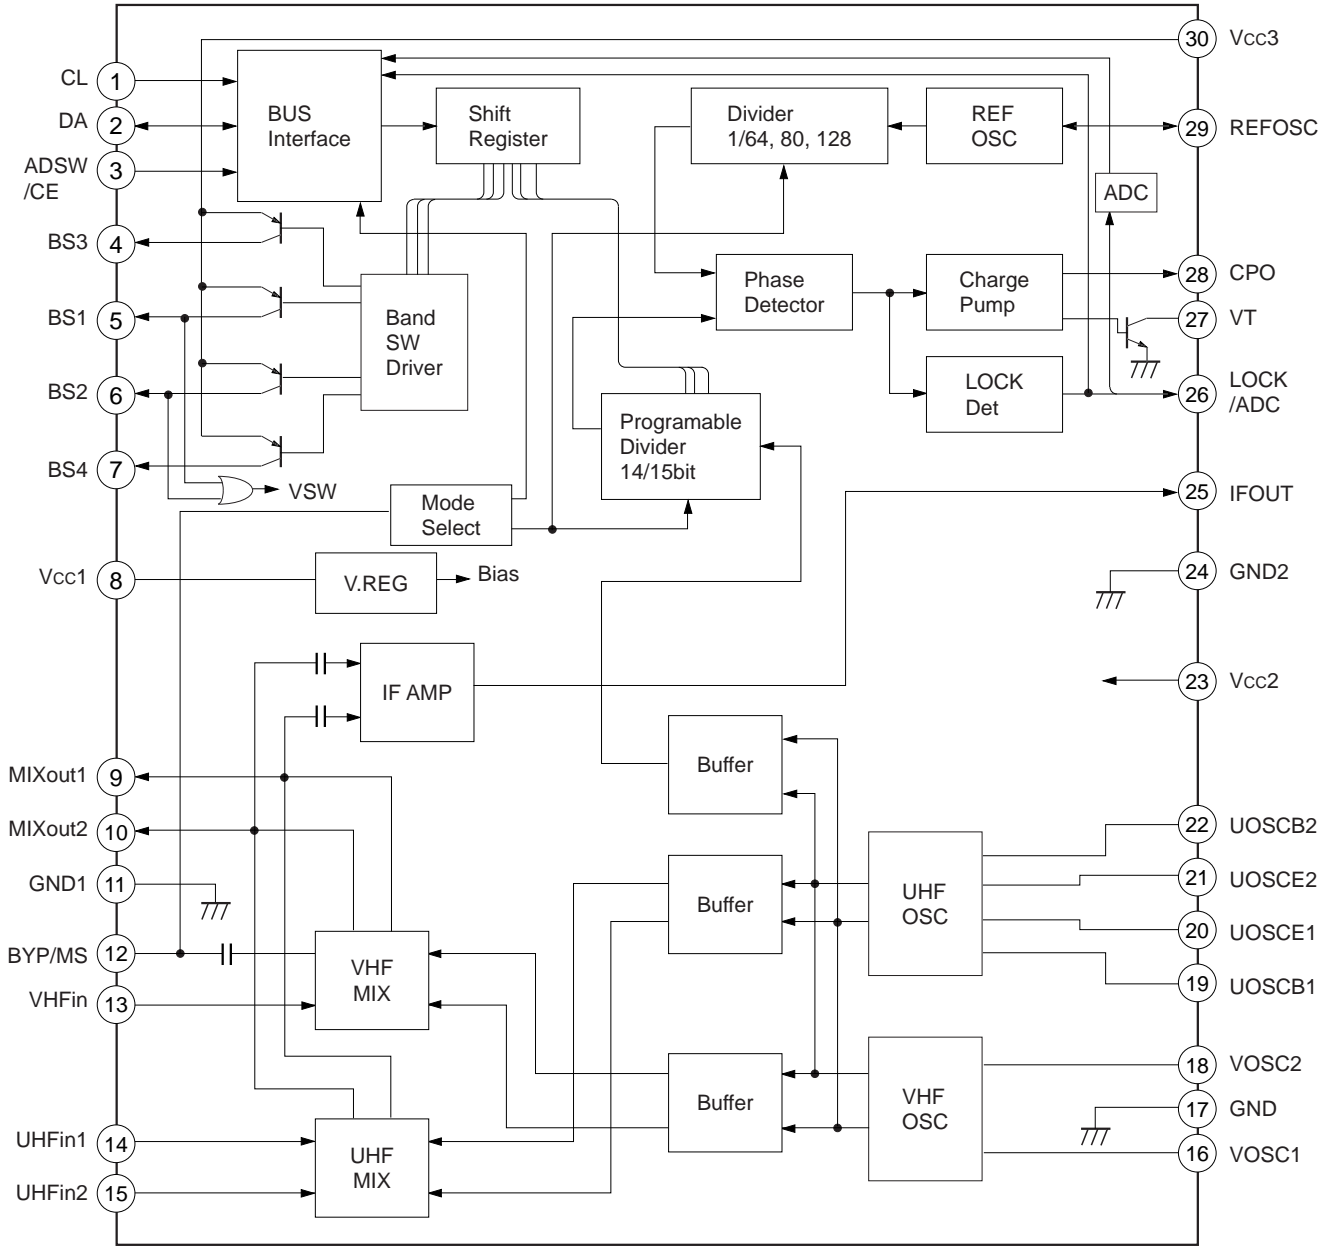 CL
1
DA
2
ADSW
/CE
3
BS3
4
BS1
5
BS2
6
BS4
7
VSW
Vcc1
8
MIXout1
9
MIXout2
10
GND1
11
BYP/MS
12
VHFin
13
UHFin1
14
UHFin2
15
BUS
Interface
Shift
Register
Divider
1/64, 80, 128
REF
OSC
ADC
Band
SW
Driver
Phase
Detector
Charge
Pump
LOCK
Det
Programable
Divider
14/15bit
Mode
Select
V.REG
Bias
IF AMP
Buffer
Buffer
UHF
OSC
VHF
MIX
Buffer
VHF
OSC
UHF
MIX
30
Vcc3
29
REFOSC
28
CPO
27
VT
26
LOCK
/ADC
25
IFOUT
24
GND2
23
Vcc2
22
UOSCB2
21
UOSCE2
20
UOSCE1
19
UOSCB1
18
VOSC2
17
GND
16
VOSC1